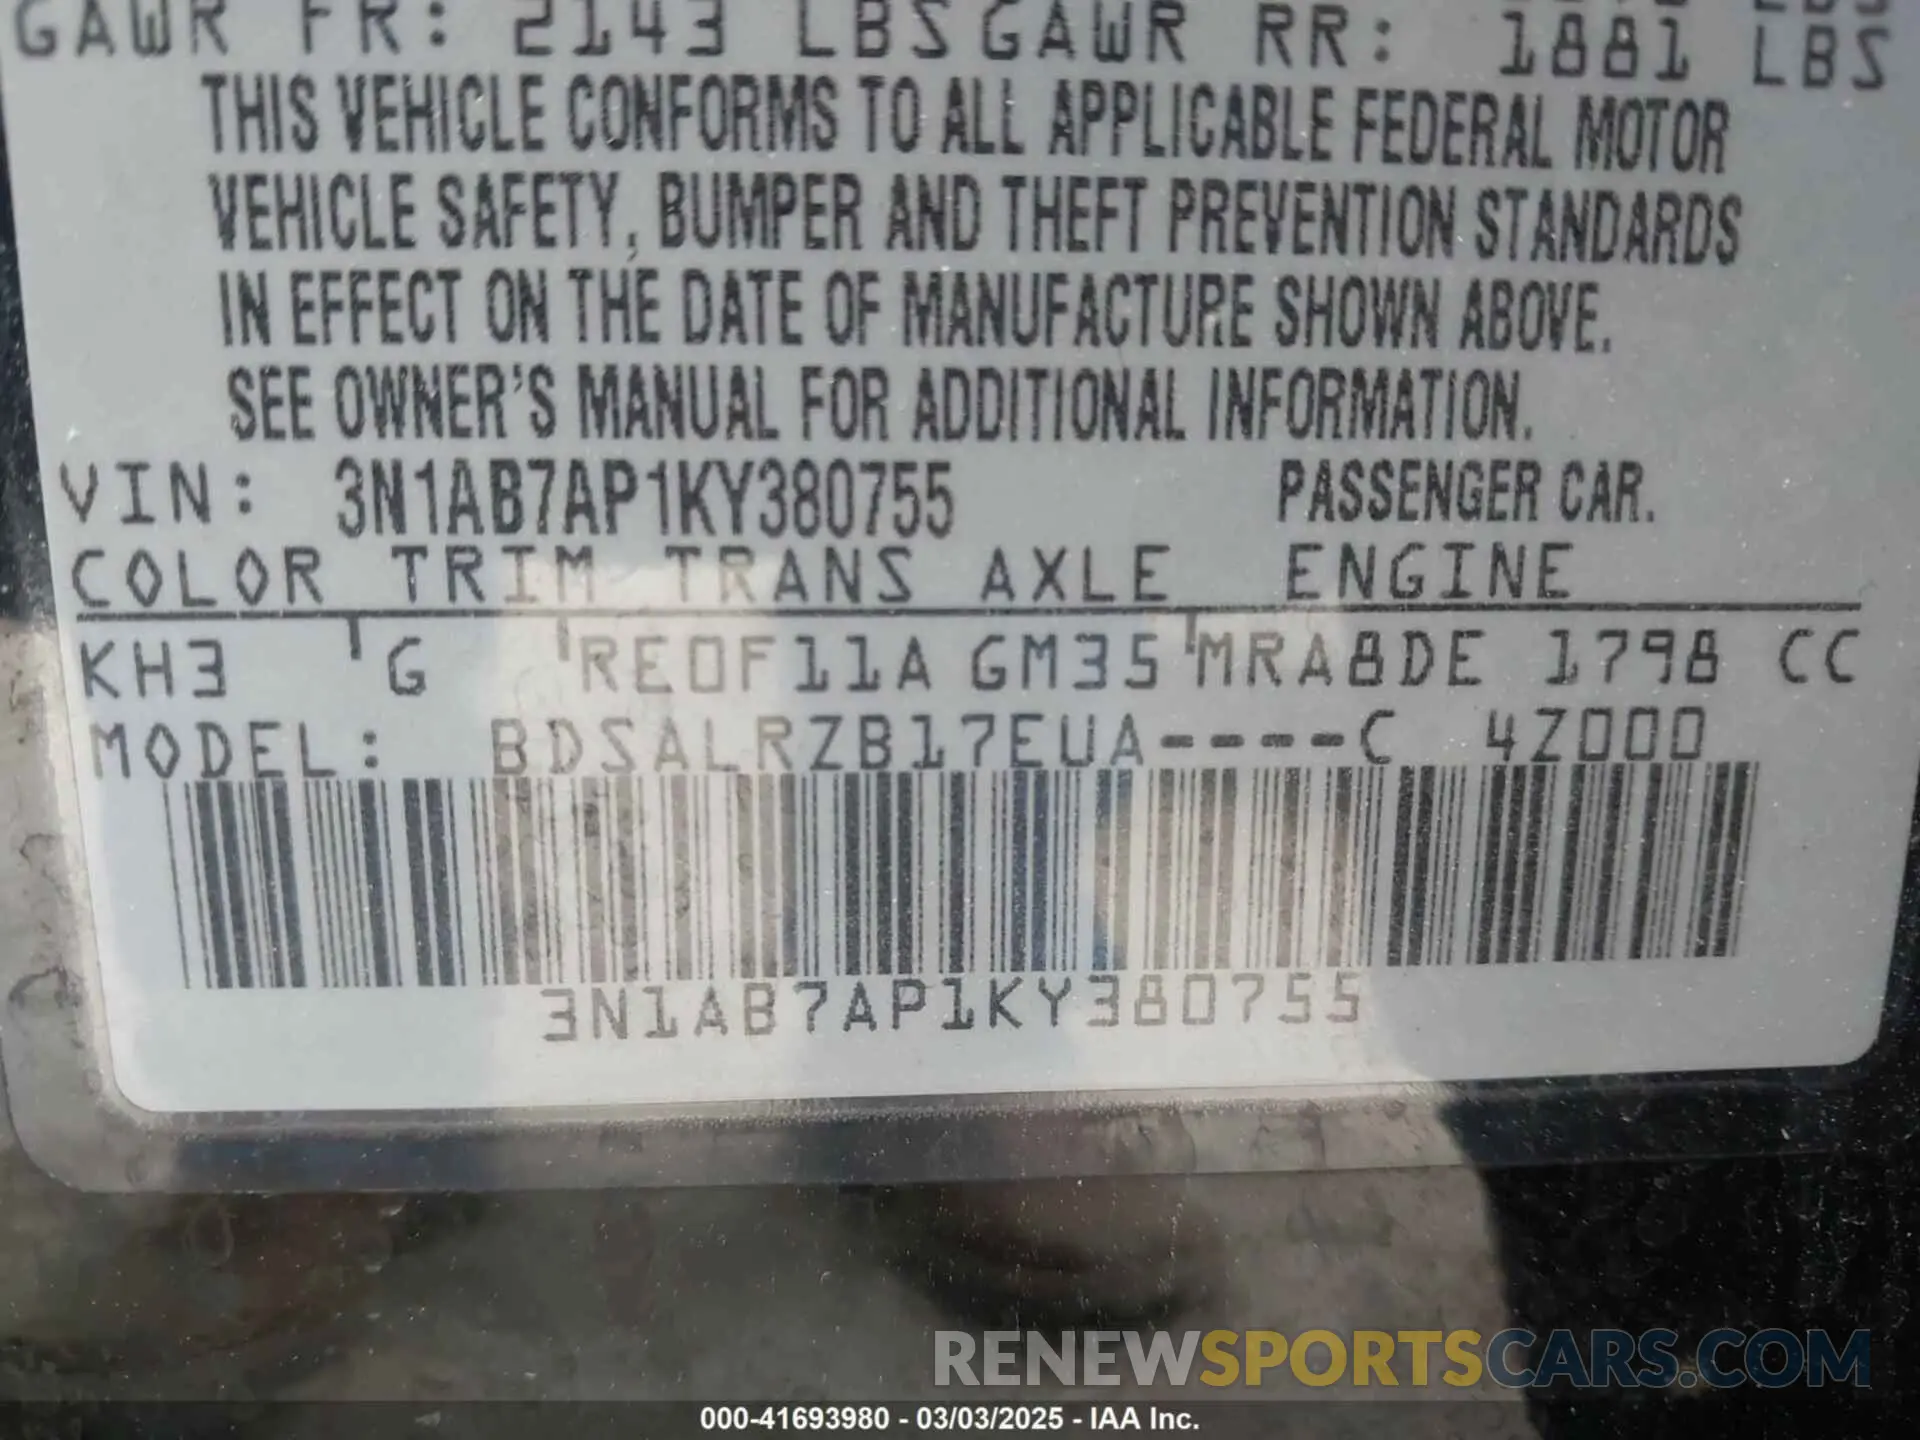 GAWR FR: 2143 LBS GAWR RR: 1881 LBS
THIS VEHICLE CONFORMS TO ALL APPLICABLE FEDERAL MOTOR
VEHICLE SAFETY, BUMPER AND THEFT PREVENTION STANDARDS
IN EFFECT ON THE DATE OF MANUFACTURE SHOWN ABOVE.
SEE OWNER'S MANUAL FOR ADDITIONAL INFORMATION.
VIN: 3N1AB7AP1KY380755 PASSENGER CAR.
COLOR TRIM TRANS AXLE ENGINE
KH3 G RE0F11A GM35 MRA8DE 1798 CC
MODEL: BDSALRZB17EUA----C 4Z000
3N1AB7AP1KY380755
RENEWSPORTSCARS.COM
000-41693980 - 03/03/2025 - IAA Inc.